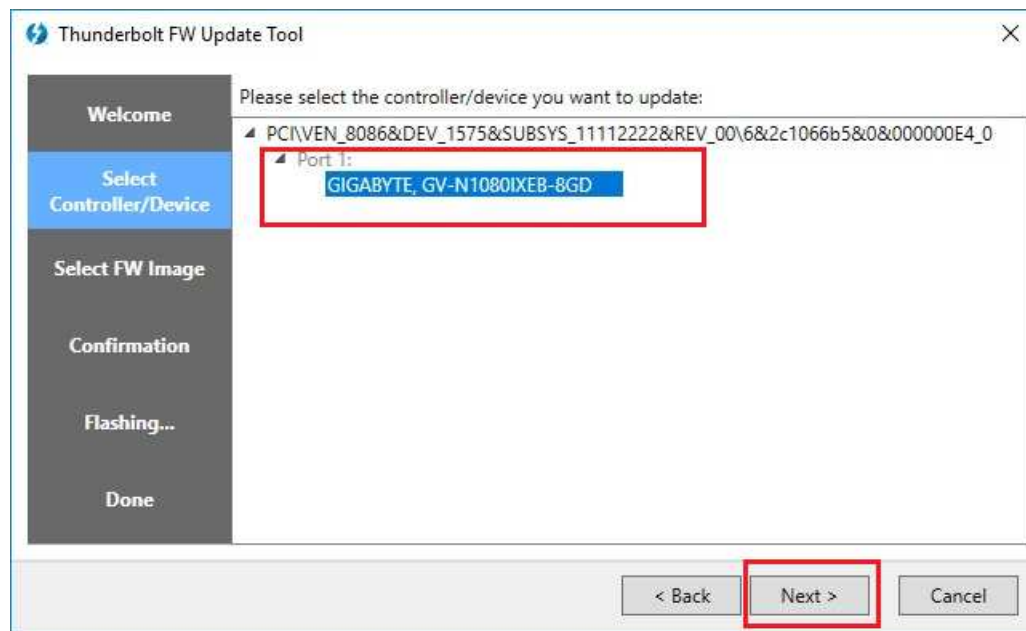 Thunderbolt FW Update Tool
Welcome
Select
Controller/Device
Select FW Image
Confirmation
Flashing...
Done
Please select the controller/device you want to update:
PCI\VEN_8086&DEV_1575&SUBSYS_11112222&REV_00\6&2c1066b5&0&000000E4_0
Port 1:
GIGABYTE, GV-N1080IXEB-8GD
< Back
Next >
Cancel